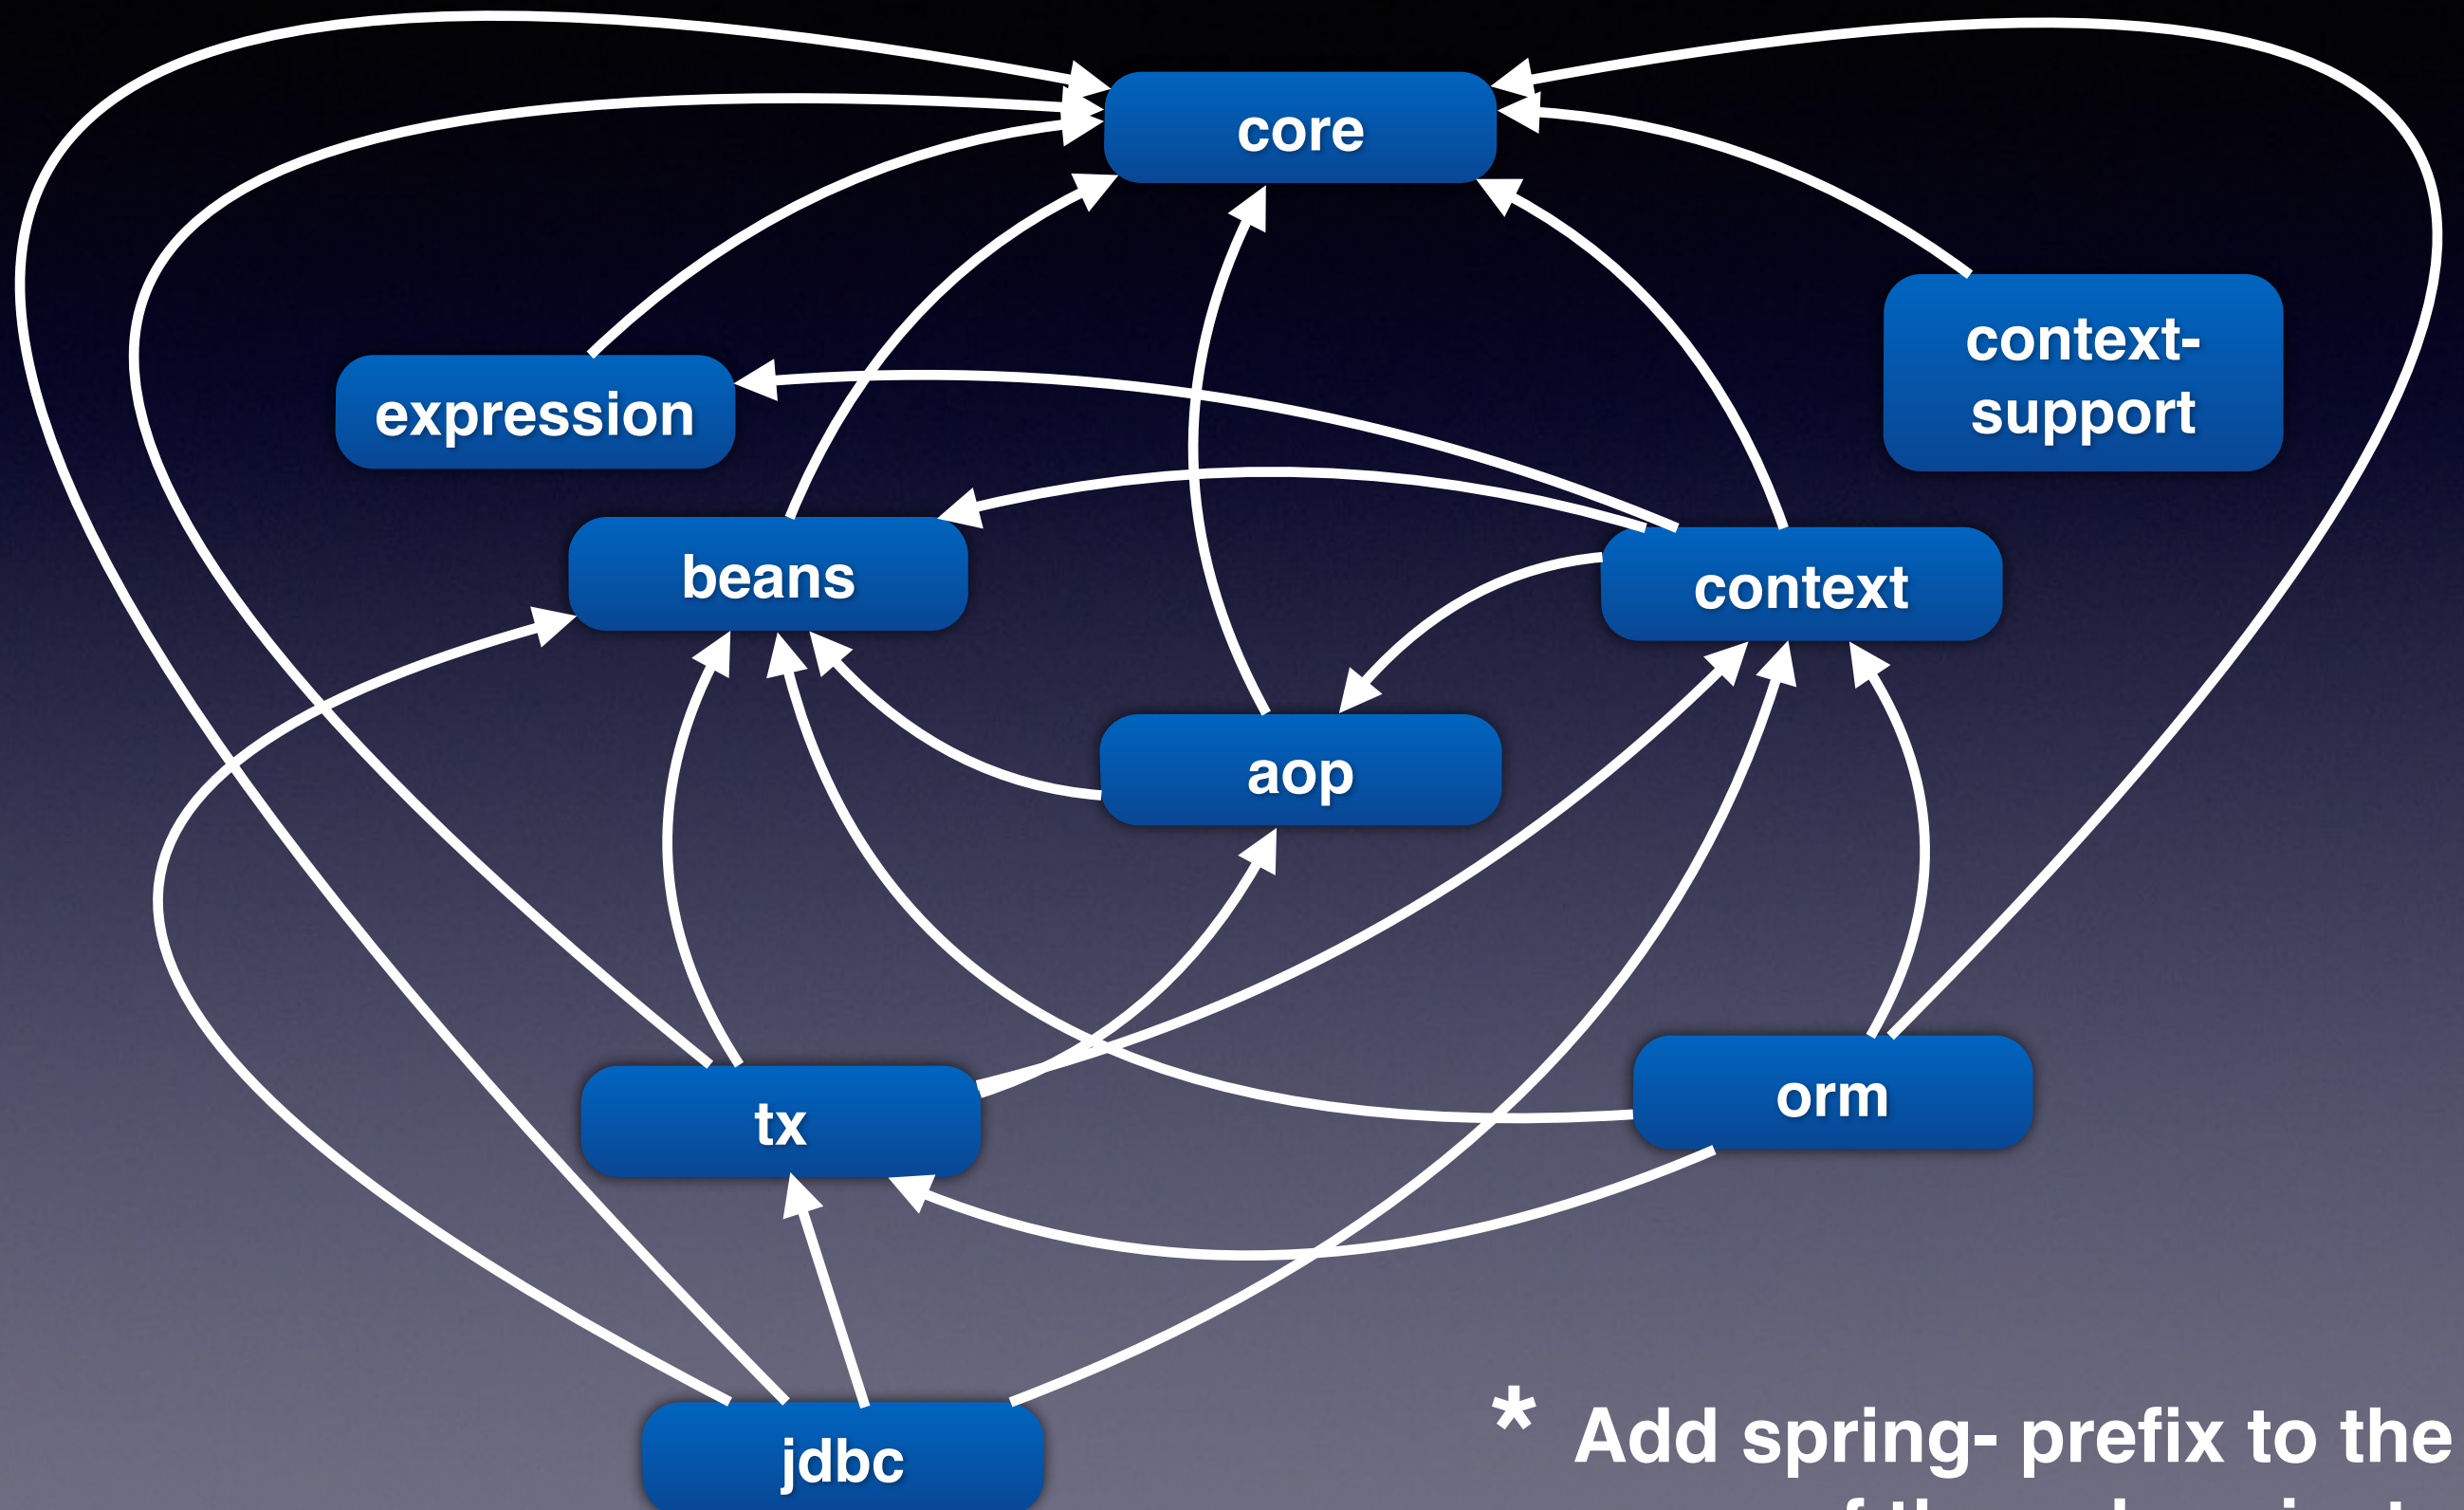 core
context-
support
expression
beans
context
aop
tx
orm
jdbc
* Add spring- prefix to the